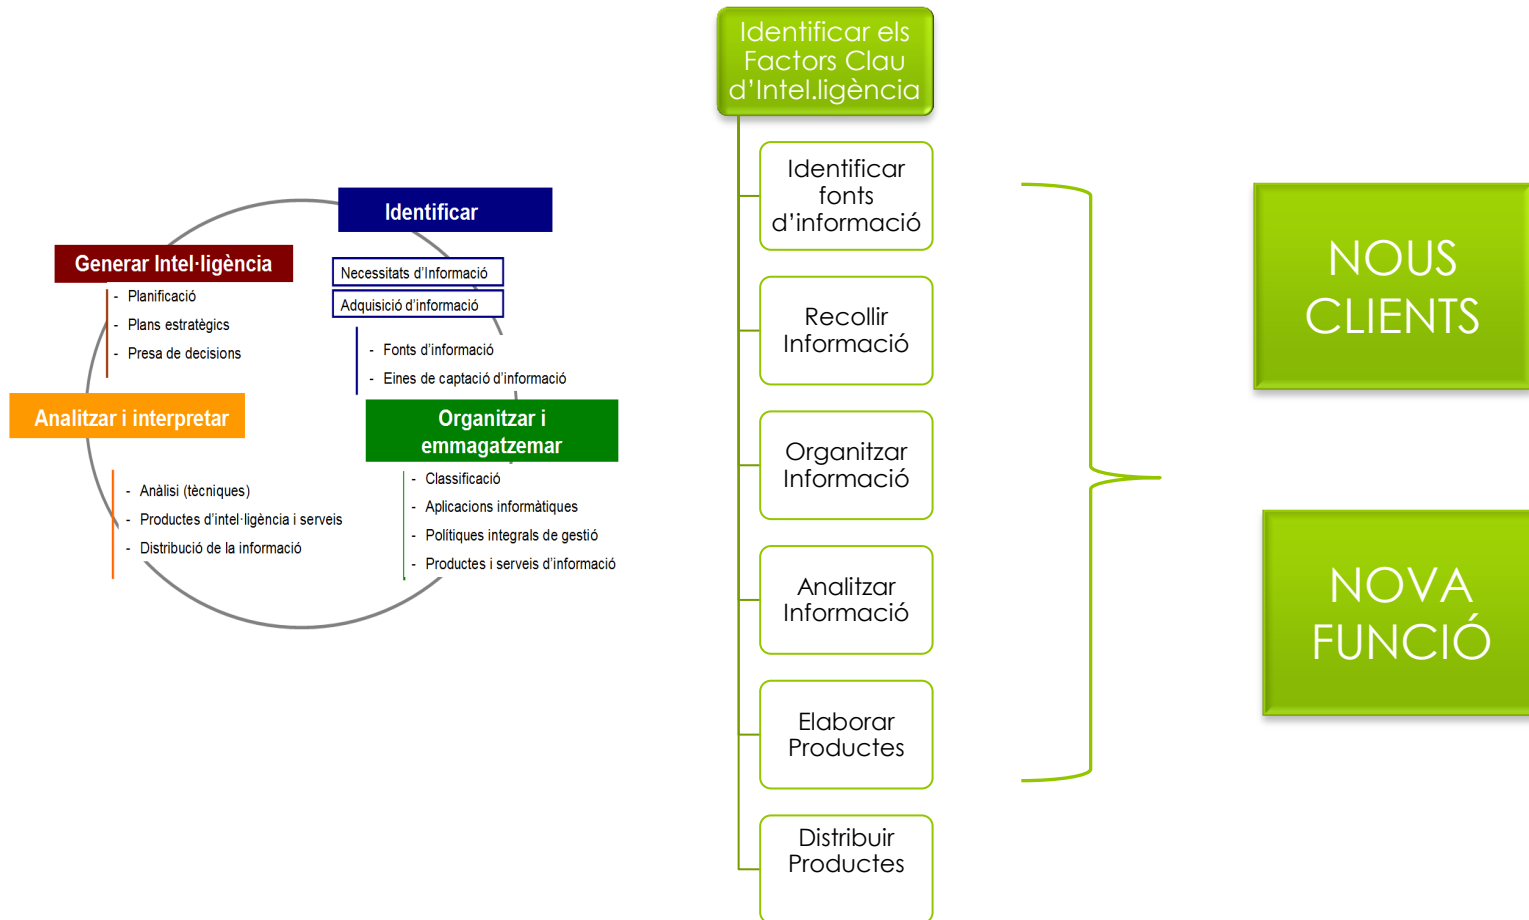 Identificar
Generar Intel·ligència
- Planificació
- Plans estratègics
- Presa de decisions
Necessitats d'Informació
Adquisició d'informació
- Fonts d'informació
- Eines de captació d'informació
Analitzar i interpretar
- Anàlisi (tècniques)
- Productes d'intel·ligència i serveis
- Distribució de la informació
Organitzar i
emmagatzemar
- Classificació
- Aplicacions informàtiques
- Polítiques integrals de gestió
- Productes i serveis d'informació
Identificar els
Factors Clau
d'Intel.ligència
Identificar
fonts
d'informació
Recollir
Informació
Organitzar
Informació
Analitzar
Informació
Elaborar
Productes
Distribuir
Productes
NOUS
CLIENTS
NOVA
FUNCIÓ